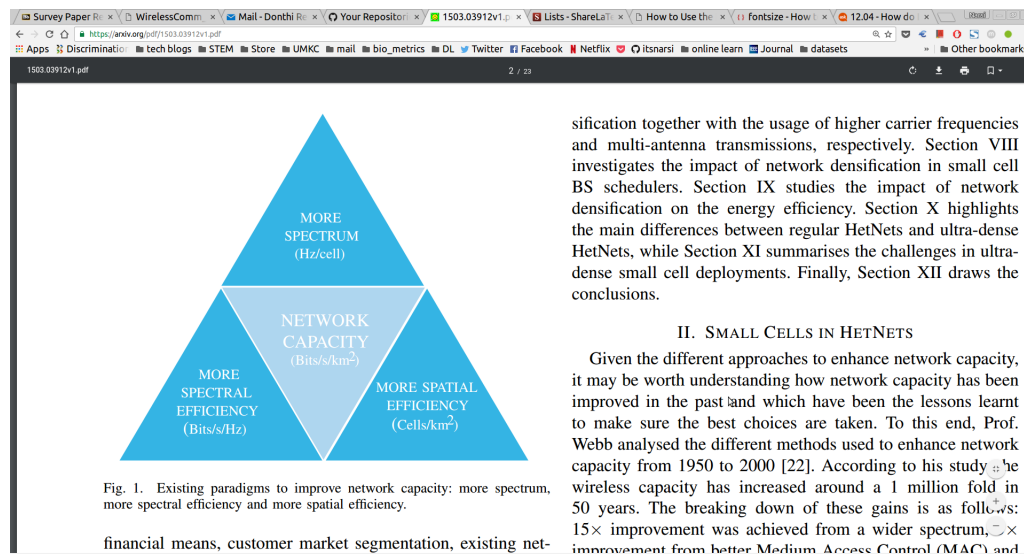 Survey Paper R
WirelessComm
Mail - Donthi Re
Your Repositori
1503.03912v1.p
Lists - ShareLaT
How to Use the
fontsize - How t
12.04 - How do
https://arxiv.org/pdf/1503.03912v1.pdf
Apps Discriminatio tech blogs STEM Store UMKC mail bio_metrics DL Twitter Facebook Netflix itsnarsi online learn Journal datasets » Other bookmark
1503.03912v1.pdf
2 / 23
MORE
SPECTRUM
(Hz/cell)
NETWORK
CAPACITY
(Bits/s/km²)
MORE
SPECTRAL
EFFICIENCY
(Bits/s/Hz)
MORE SPATIAL
EFFICIENCY
(Cells/km²)
Fig. 1. Existing paradigms to improve network capacity: more spectrum,
more spectral efficiency and more spatial efficiency.
financial means, customer market segmentation, existing net-
sification together with the usage of higher carrier frequencies
and multi-antenna transmissions, respectively. Section VIII
investigates the impact of network densification in small cell
BS schedulers. Section IX studies the impact of network
densification on the energy efficiency. Section X highlights
the main differences between regular HetNets and ultra-dense
HetNets, while Section XI summarises the challenges in ultra-
dense small cell deployments. Finally, Section XII draws the
conclusions.
II. SMALL CELLS IN HETNETS
Given the different approaches to enhance network capacity,
it may be worth understanding how network capacity has been
improved in the past and which have been the lessons learnt
to make sure the best choices are taken. To this end, Prof.
Webb analysed the different methods used to enhance network
capacity from 1950 to 2000 [22]. According to his study the
wireless capacity has increased around a 1 million fold in
50 years. The breaking down of these gains is as follows:
15× improvement was achieved from a wider spectrum, ×
improvement from better Medium Access Control (MAC) and